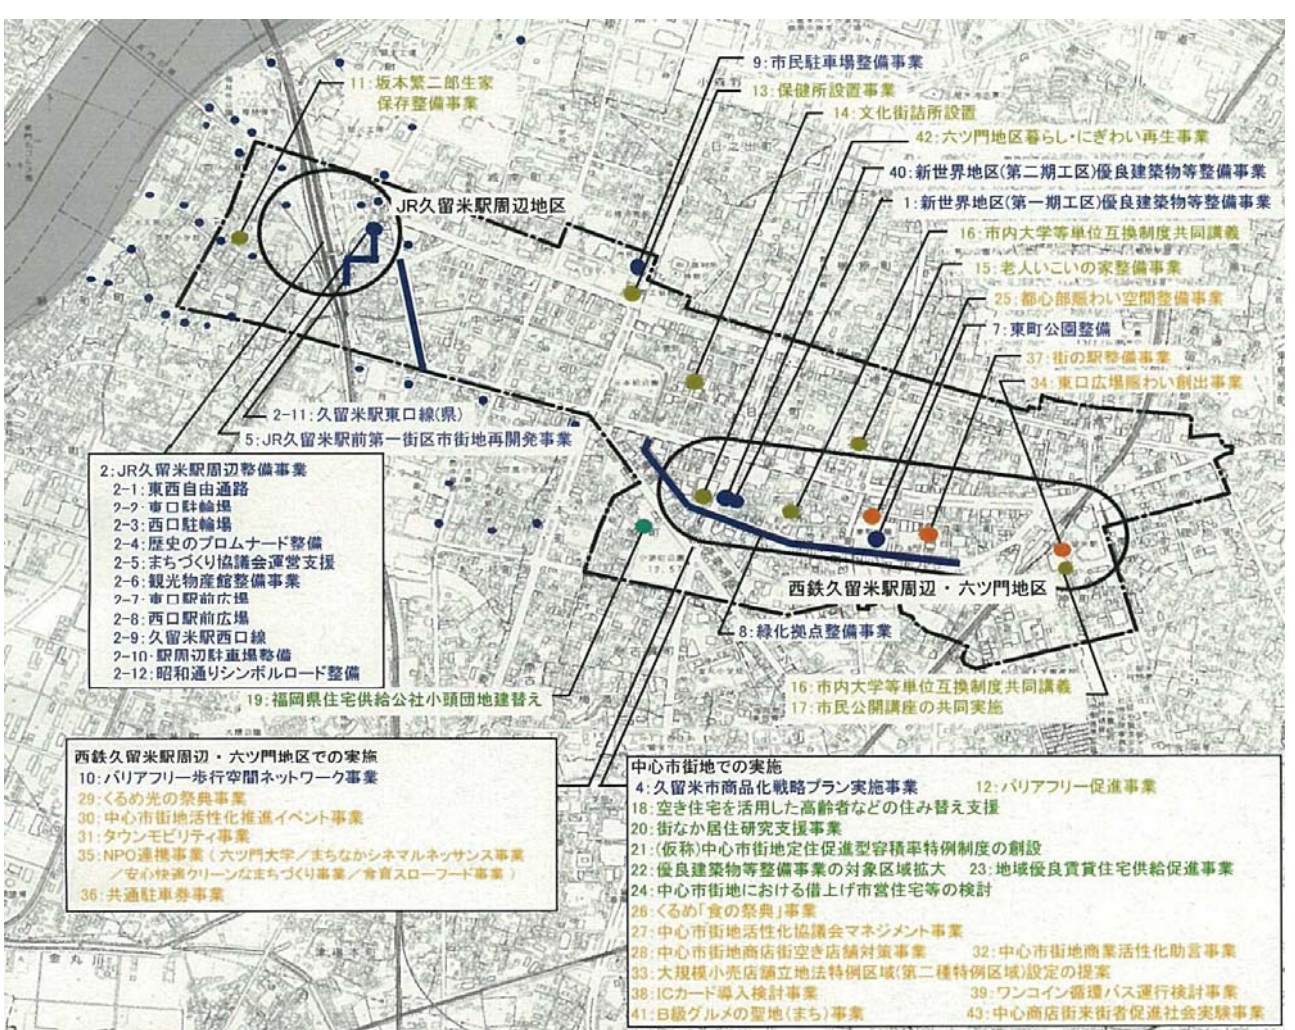 9:市民駐車場整備事業
11:坂本繁二郎生家
保存整備事業
13:保健所設置事業
14:文化街詰所設置
42:六ツ門地区暮らし・にぎわい再生事業
40:新世界地区(第二期工区)優良建築物等整備事業
1:新世界地区(第一期工区)優良建築物等整備事業
JR久留米駅周辺地区
16:市内大学等単位互換制度共同講義
15:老人いこいの家整備事業
25:都心部賑わい空間整備事業
7:東町公園整備
37:街の駅整備事業
34:東口広場賑わい創出事業
2-11:久留米駅東口線(県)
5:JR久留米駅前第一街区市街地再開発事業
2:JR久留米駅周辺整備事業
2-1:東西自由通路
2-2:東口駐輪場
2-3:西口駐輪場
2-4:歴史のプロムナード整備
2-5:まちづくり協議会運営支援
2-6:観光物産館整備事業
2-7:東口駅前広場
2-8:西口駅前広場
2-9:久留米駅西口線
2-10:駅周辺駐車場整備
2-12:昭和通りシンボルロード整備
西鉄久留米駅周辺・六ツ門地区
8:緑化拠点整備事業
19:福岡県住宅供給公社小頭団地建替え
16:市内大学等単位互換制度共同講義
17:市民公開講座の共同実施
西鉄久留米駅周辺・六ツ門地区での実施
10:バリアフリー歩行空間ネットワーク事業
29:くるめ光の祭典事業
30:中心市街地活性化推進イベント事業
31:タウンモビリティ事業
35:NPO連携事業(六ツ門大学/まちなかシネマルネッサンス事業
/安心快適クリーンなまちづくり事業/食育スローフード事業)
36:共通駐車券事業
中心市街地での実施
4:久留米市商品化戦略プラン実施事業 12:バリアフリー促進事業
18:空き住宅を活用した高齢者などの住み替え支援
20:街なか居住研究支援事業
21:(仮称)中心市街地定住促進型容積率特例制度の創設
22:優良建築物等整備事業の対象区域拡大 23:地域優良賃貸住宅供給促進事業
24:中心市街地における借上げ市営住宅等の検討
26:くるめ「食の祭典」事業
27:中心市街地活性化協議会マネジメント事業
28:中心市街地商店街空き店舗対策事業 32:中心市街地商業活性化助言事業
33:大規模小売店舗立地法特例区域(第二種特例区域)設定の提案
38:ICカード導入検討事業 39:ワンコイン循環バス運行検討事業
41:B級グルメの聖地(まち)事業 43:中心商店街来街者促進社会実験事業
金丸川